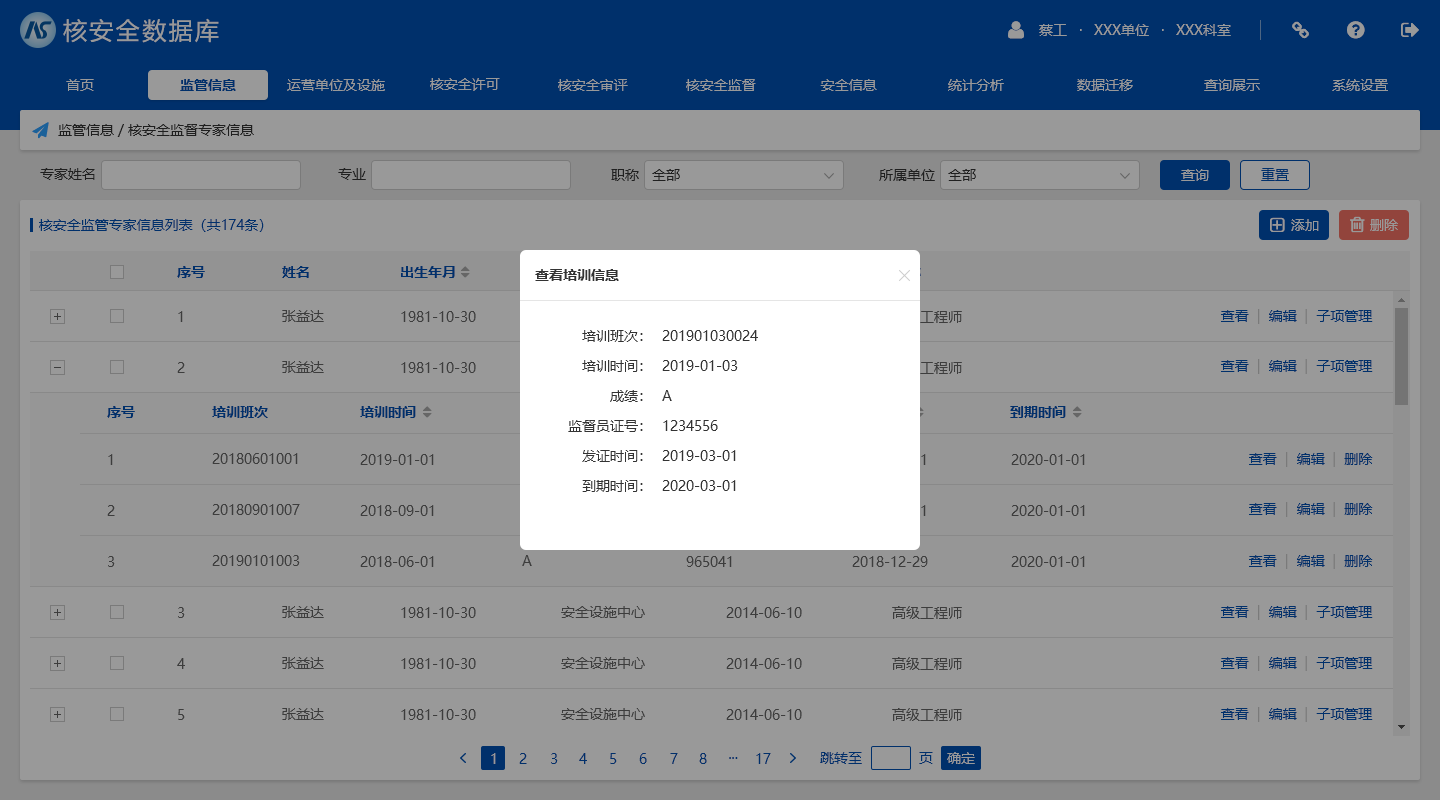 核安全数据库
蔡工 · XXX单位 · XXX科室
首页 监管信息 运营单位及设施 核安全许可 核安全审评 核安全监督 安全信息 统计分析 数据迁移 查询展示 系统设置
监管信息 / 核安全监督专家信息
专家姓名 专业 职称 全部 所属单位 全部 查询 重置
核安全监管专家信息列表（共174条） 添加 删除
序号 姓名 出生年月
查看培训信息
1 张益达 1981-10-30 工程师 查看 编辑 子项管理
培训班次： 201901030024
培训时间： 2019-01-03
2 张益达 1981-10-30 工程师 查看 编辑 子项管理
成绩： A
序号 培训班次 培训时间 到期时间
监督员证号： 1234556
发证时间： 2019-03-01
1 20180601001 2019-01-01 1 2020-01-01 查看 编辑 删除
到期时间： 2020-03-01
2 20180901007 2018-09-01 1 2020-01-01 查看 编辑 删除
3 20190101003 2018-06-01 A 965041 2018-12-29 2020-01-01 查看 编辑 删除
3 张益达 1981-10-30 安全设施中心 2014-06-10 高级工程师 查看 编辑 子项管理
4 张益达 1981-10-30 安全设施中心 2014-06-10 高级工程师 查看 编辑 子项管理
5 张益达 1981-10-30 安全设施中心 2014-06-10 高级工程师 查看 编辑 子项管理
1 2 3 4 5 6 7 8 ··· 17 跳转至 页 确定